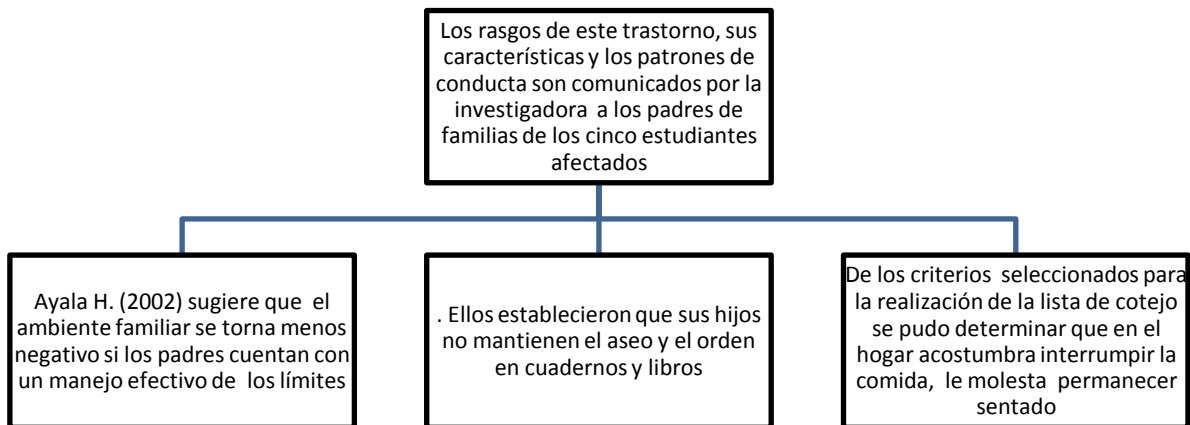 Los rasgos de este trastorno, sus
características y los patrones de
conducta son comunicados por la
investigadora a los padres de
familias de los cinco estudiantes
afectados
Ayala H. (2002) sugiere que el
ambiente familiar se torna menos
negativo si los padres cuentan con
un manejo efectivo de los límites
. Ellos establecieron que sus hijos
no mantienen el aseo y el orden
en cuadernos y libros
De los criterios seleccionados para
la realización de la lista de cotejo
se pudo determinar que en el
hogar acostumbra interrumpir la
comida, le molesta permanecer
sentado